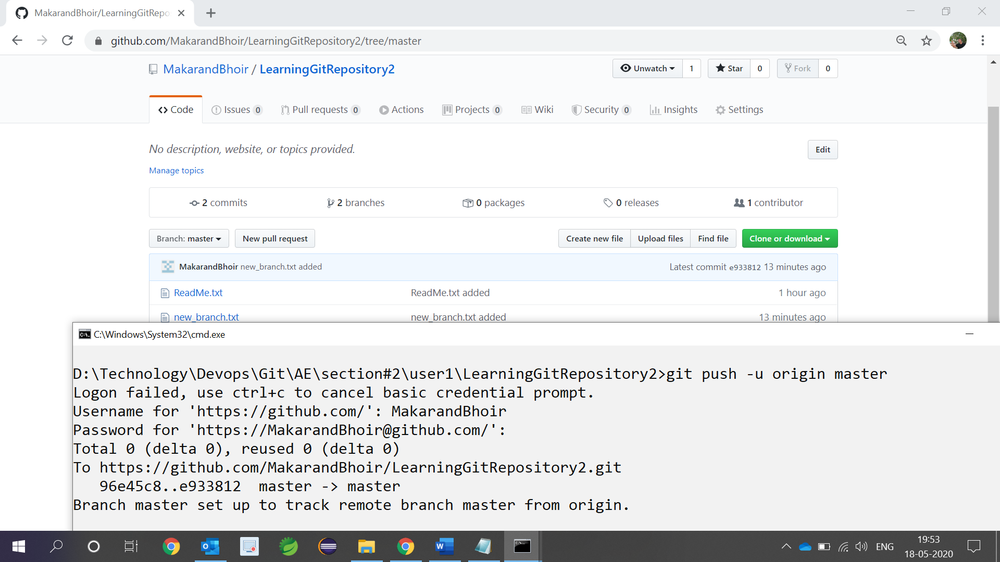 MakarandBhoir/LearningGitRepo
github.com/MakarandBhoir/LearningGitRepository2/tree/master
MakarandBhoir / LearningGitRepository2
Unwatch 1 Star 0 Fork 0
Code Issues 0 Pull requests 0 Actions Projects 0 Wiki Security 0 Insights Settings
No description, website, or topics provided.
Edit
Manage topics
2 commits 2 branches 0 packages 0 releases 1 contributor
Branch: master New pull request Create new file Upload files Find file Clone or download
MakarandBhoir new_branch.txt added Latest commit e933812 13 minutes ago
ReadMe.txt ReadMe.txt added 1 hour ago
new_branch.txt new_branch.txt added 13 minutes ago
C:\Windows\System32\cmd.exe
D:\Technology\Devops\Git\AE\section#2\user1\LearningGitRepository2>git push -u origin master
Logon failed, use ctrl+c to cancel basic credential prompt.
Username for 'https://github.com/': MakarandBhoir
Password for 'https://MakarandBhoir@github.com/':
Total 0 (delta 0), reused 0 (delta 0)
To https://github.com/MakarandBhoir/LearningGitRepository2.git
96e45c8..e933812  master -> master
Branch master set up to track remote branch master from origin.
ENG
19:53
18-05-2020